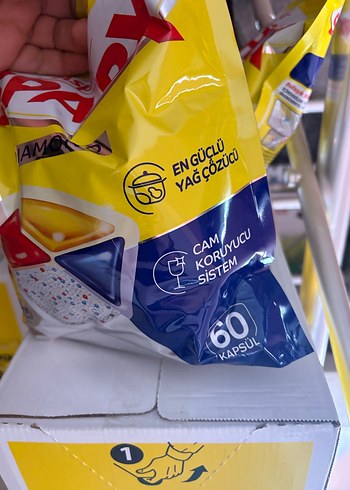 EN GÜÇLÜ
YAĞ ÇÖZÜCÜ
CAM
KORUYUCU
SİSTEM
60
KAPSÜL
1